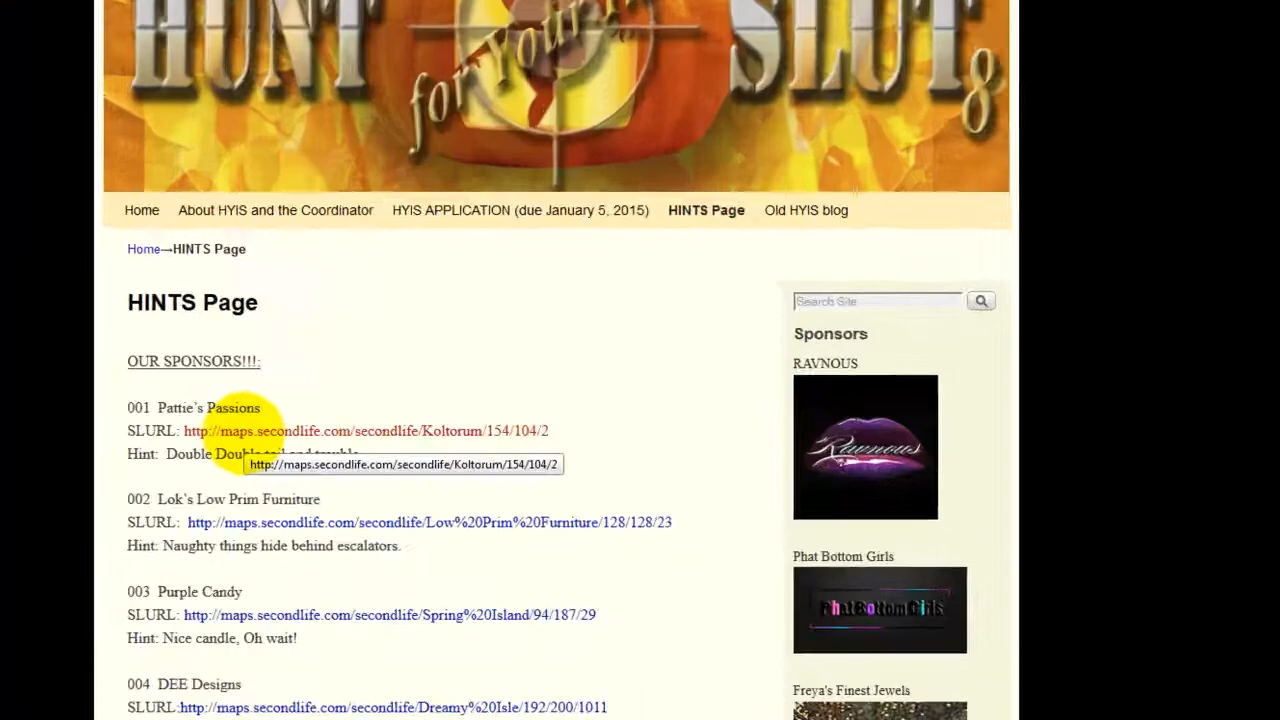 HUNT for Your SLUT 8
Home About HYIS and the Coordinator HYIS APPLICATION (due January 5, 2015) HINTS Page Old HYIS blog
Home→HINTS Page
HINTS Page
OUR SPONSORS!!!:
001 Pattie's Passions
SLURL: http://maps.secondlife.com/secondlife/Koltorum/154/104/2
Hint: Double Double toil and trouble
http://maps.secondlife.com/secondlife/Koltorum/154/104/2
002 Lok's Low Prim Furniture
SLURL: http://maps.secondlife.com/secondlife/Low%20Prim%20Furniture/128/128/23
Hint: Naughty things hide behind escalators.
003 Purple Candy
SLURL: http://maps.secondlife.com/secondlife/Spring%20Island/94/187/29
Hint: Nice candle, Oh wait!
004 DEE Designs
SLURL:http://maps.secondlife.com/secondlife/Dreamy%20Isle/192/200/1011
Search Site
Sponsors
RAVNOUS
Ravnous
Phat Bottom Girls
PhatBottomGirls
Freya's Finest Jewels